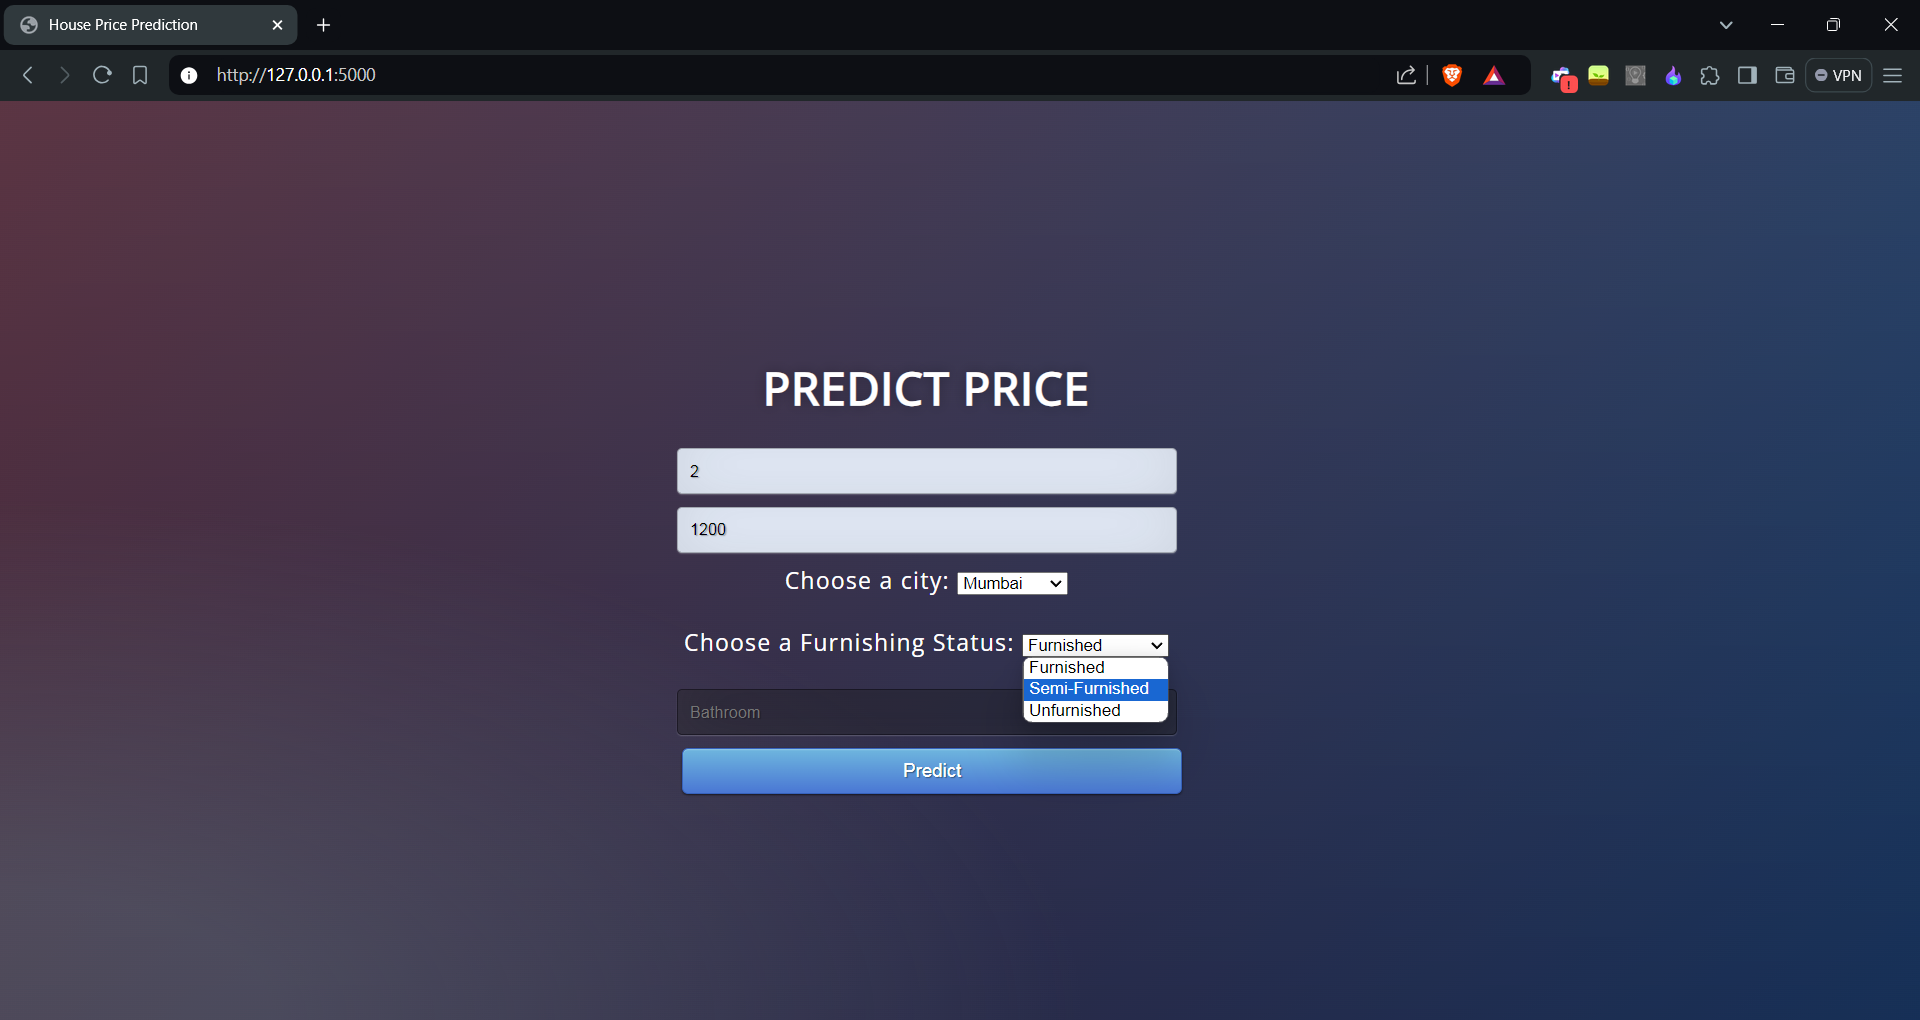 House Price Prediction
http://127.0.0.1:5000
VPN
PREDICT PRICE
2
1200
Choose a city: Mumbai
Choose a Furnishing Status: Furnished
Furnished
Semi-Furnished
Unfurnished
Bathroom
Predict